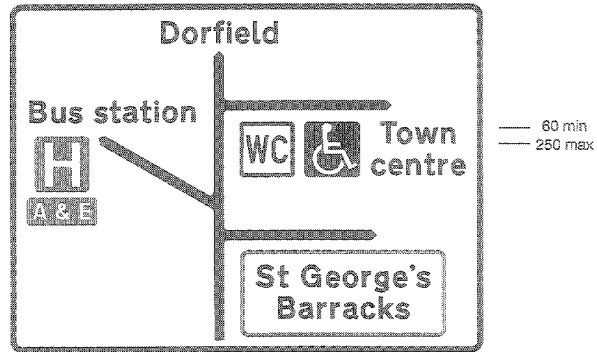 Dorfield
Bus station
H
A & E
WC
Town
centre
60 min
250 max
St George's
Barracks